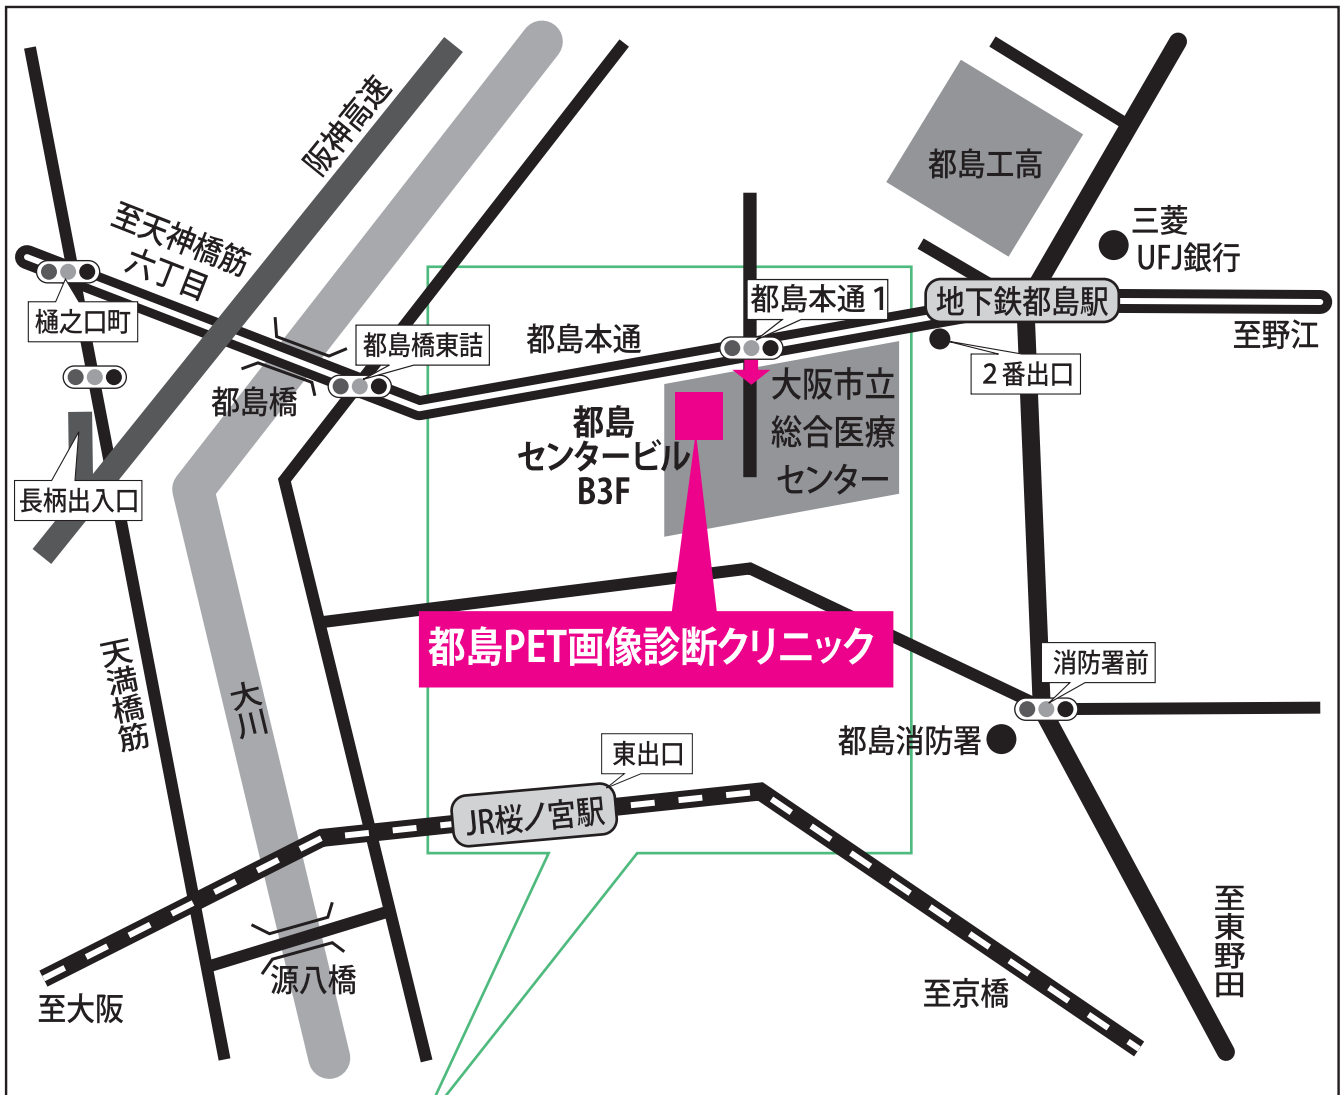 阪神高速
都島工高
至天神橋筋
六丁目
三菱
UFJ銀行
樋之口町
都島橋東詰
都島本通
都島本通 1
地下鉄都島駅
至野江
2 番出口
都島橋
都島
センタービル
B3F
大阪市立
総合医療
センター
長柄出入口
都島PET画像診断クリニック
天満橋筋
大川
消防署前
都島消防署
東出口
JR桜ノ宮駅
至東野田
源八橋
至大阪
至京橋